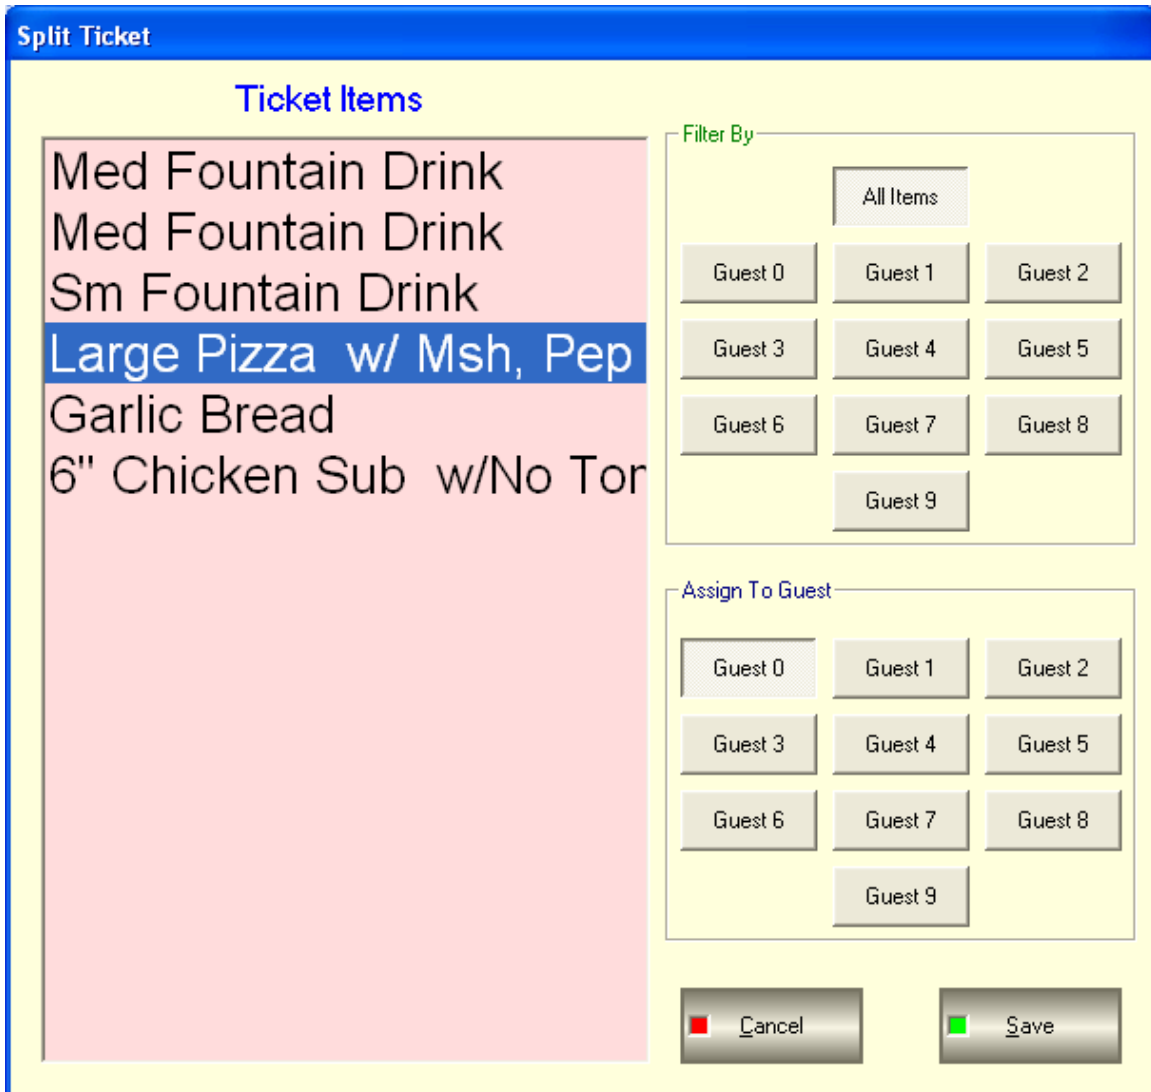 Split Ticket
Ticket Items
Med Fountain Drink
Med Fountain Drink
Sm Fountain Drink
Large Pizza w/ Msh, Pep
Garlic Bread
6" Chicken Sub w/No
Filter By
All Items
Guest 0 Guest 1 Guest 2
Guest 3 Guest 4 Guest 5
Guest 6 Guest 7 Guest 8
Guest 9
Assign To Guest
Guest 0 Guest 1 Guest 2
Guest 3 Guest 4 Guest 5
Guest 6 Guest 7 Guest 8
Guest 9
Cancel Save